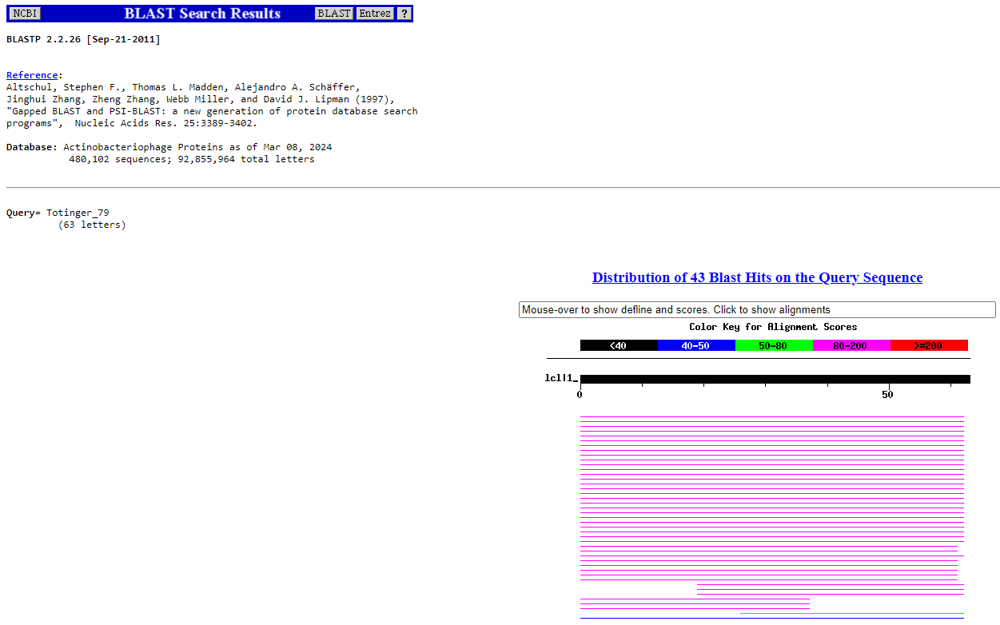 NCBI BLAST Search Results BLAST Entrez ?
BLASTP 2.2.26 [Sep-21-2011]
Reference:
Altschul, Stephen F., Thomas L. Madden, Alejandro A. Schäffer,
Jinghui Zhang, Zheng Zhang, Webb Miller, and David J. Lipman (1997),
"Gapped BLAST and PSI-BLAST: a new generation of protein database search
programs",  Nucleic Acids Res. 25:3389-3402.
Database: Actinobacteriophage Proteins as of Mar 08, 2024
480,102 sequences; 92,855,964 total letters
Query= Totinger_79
(63 letters)
Distribution of 43 Blast Hits on the Query Sequence
Mouse-over to show defline and scores. Click to show alignments
Color Key for Alignment Scores
<40 40-50 50-80 80-200 >=200
lcl|1_
0 50